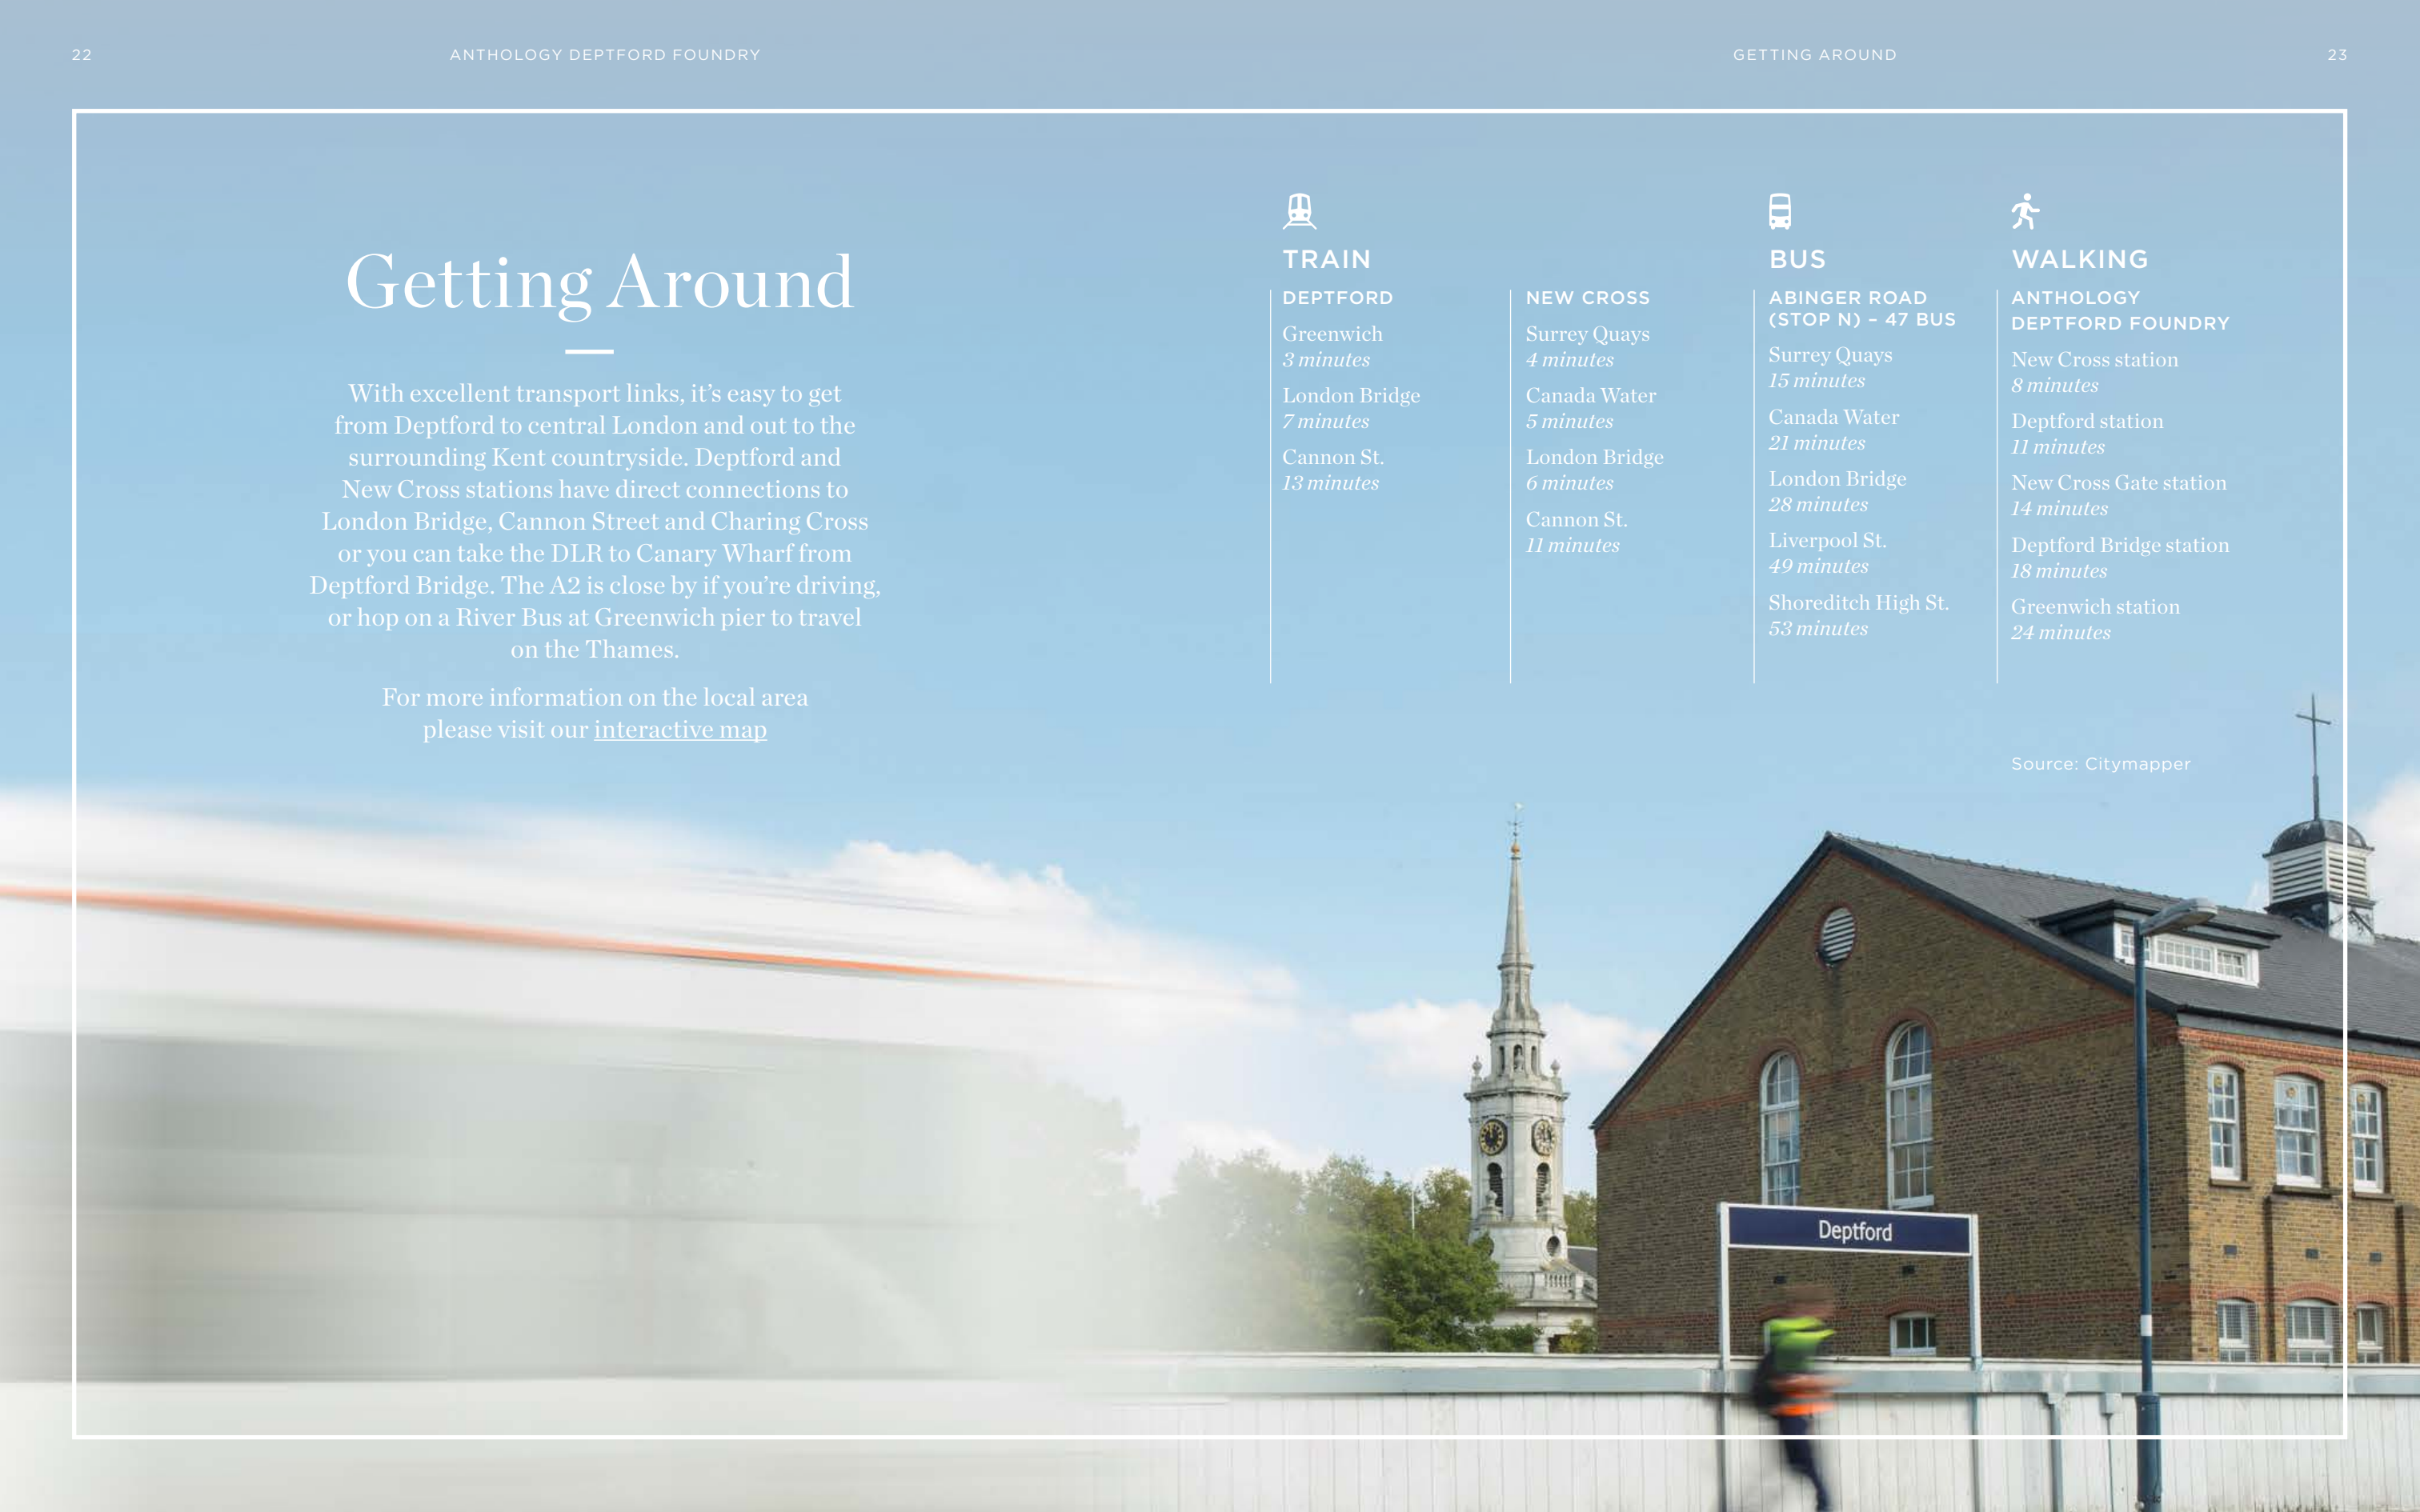 22
ANTHOLOGY DEPTFORD FOUNDRY
GETTING AROUND
23
Getting Around
With excellent transport links, it’s easy to get
from Deptford to central London and out to the
surrounding Kent countryside. Deptford and
New Cross stations have direct connections to
London Bridge, Cannon Street and Charing Cross
or you can take the DLR to Canary Wharf from
Deptford Bridge. The A2 is close by if you’re driving,
or hop on a River Bus at Greenwich pier to travel
on the Thames.
For more information on the local area
please visit our interactive map
TRAIN
DEPTFORD
Greenwich
3 minutes
London Bridge
7 minutes
Cannon St.
13 minutes
NEW CROSS
Surrey Quays
4 minutes
Canada Water
5 minutes
London Bridge
6 minutes
Cannon St.
11 minutes
BUS
ABINGER ROAD
(STOP N) – 47 BUS
Surrey Quays
15 minutes
Canada Water
21 minutes
London Bridge
28 minutes
Liverpool St.
49 minutes
Shoreditch High St.
53 minutes
WALKING
ANTHOLOGY
DEPTFORD FOUNDRY
New Cross station
8 minutes
Deptford station
11 minutes
New Cross Gate station
14 minutes
Deptford Bridge station
18 minutes
Greenwich station
24 minutes
Source: Citymapper
Deptford